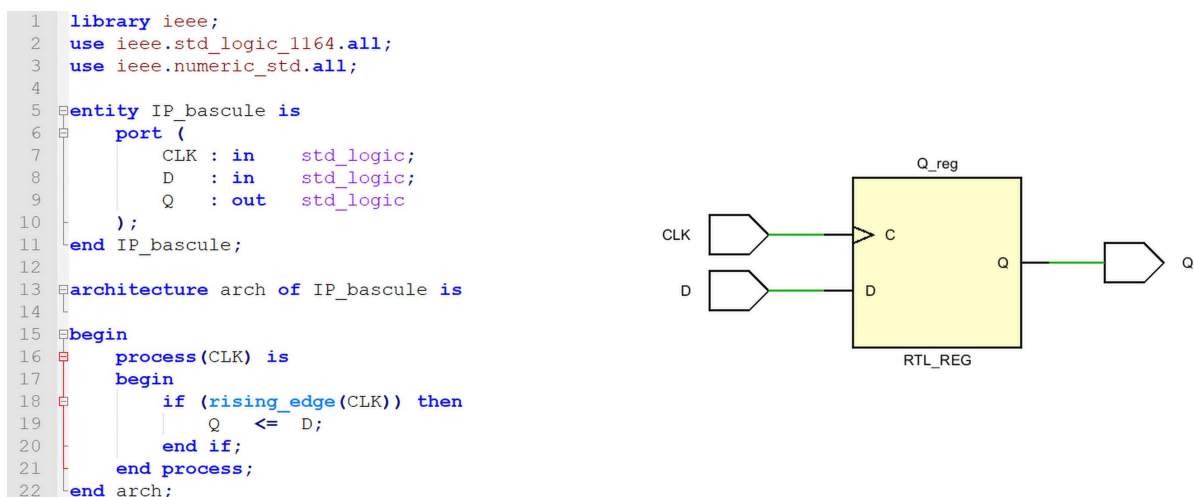 1 library ieee;
2 use ieee.std_logic_1164.all;
3 use ieee.numeric_std.all;
4
5 entity IP_bascule is
6 port (
7 CLK : in std_logic;
8 D : in std_logic;
9 Q : out std_logic
10 );
11 end IP_bascule;
12
13 architecture arch of IP_bascule is
14
15 begin
16 process(CLK) is
17 begin
18 if (rising_edge(CLK)) then
19 Q <= D;
20 end if;
21 end process;
22 end arch;
Q_reg
CLK C
Q Q
D D
RTL_REG